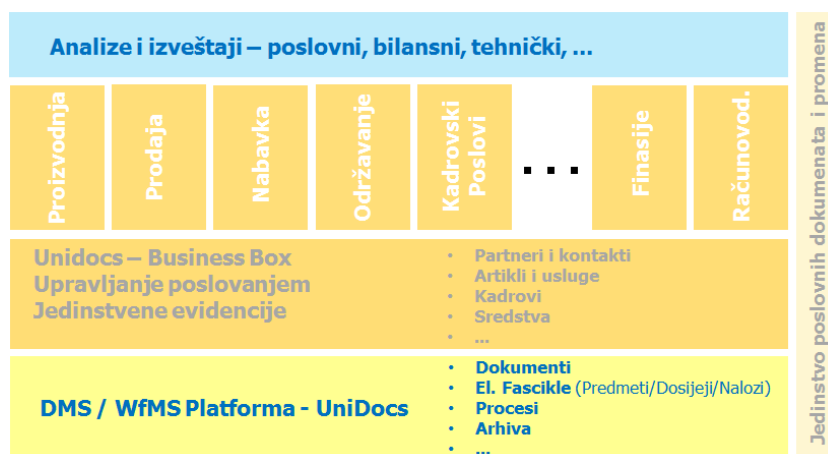 Analize i izveštaji – poslovni, bilansni, tehnički, ...
Proizvodnja
Prodaja
Nabavka
Održavanje
Kadrovski
Poslovi
...
Finasije
Računovod.
Unidocs – Business Box
Upravljanje poslovanjem
Jedinstvene evidencije
• Partneri i kontakti
• Artikli i usluge
• Kadrovi
• Sredstva
• ...
DMS / WfMS Platforma - UniDocs
• Dokumenti
• El. Fascikle (Predmeti/Dosijeji/Nalozi)
• Procesi
• Arhiva
• ...
Jedinstvo poslovnih dokumenata i promena